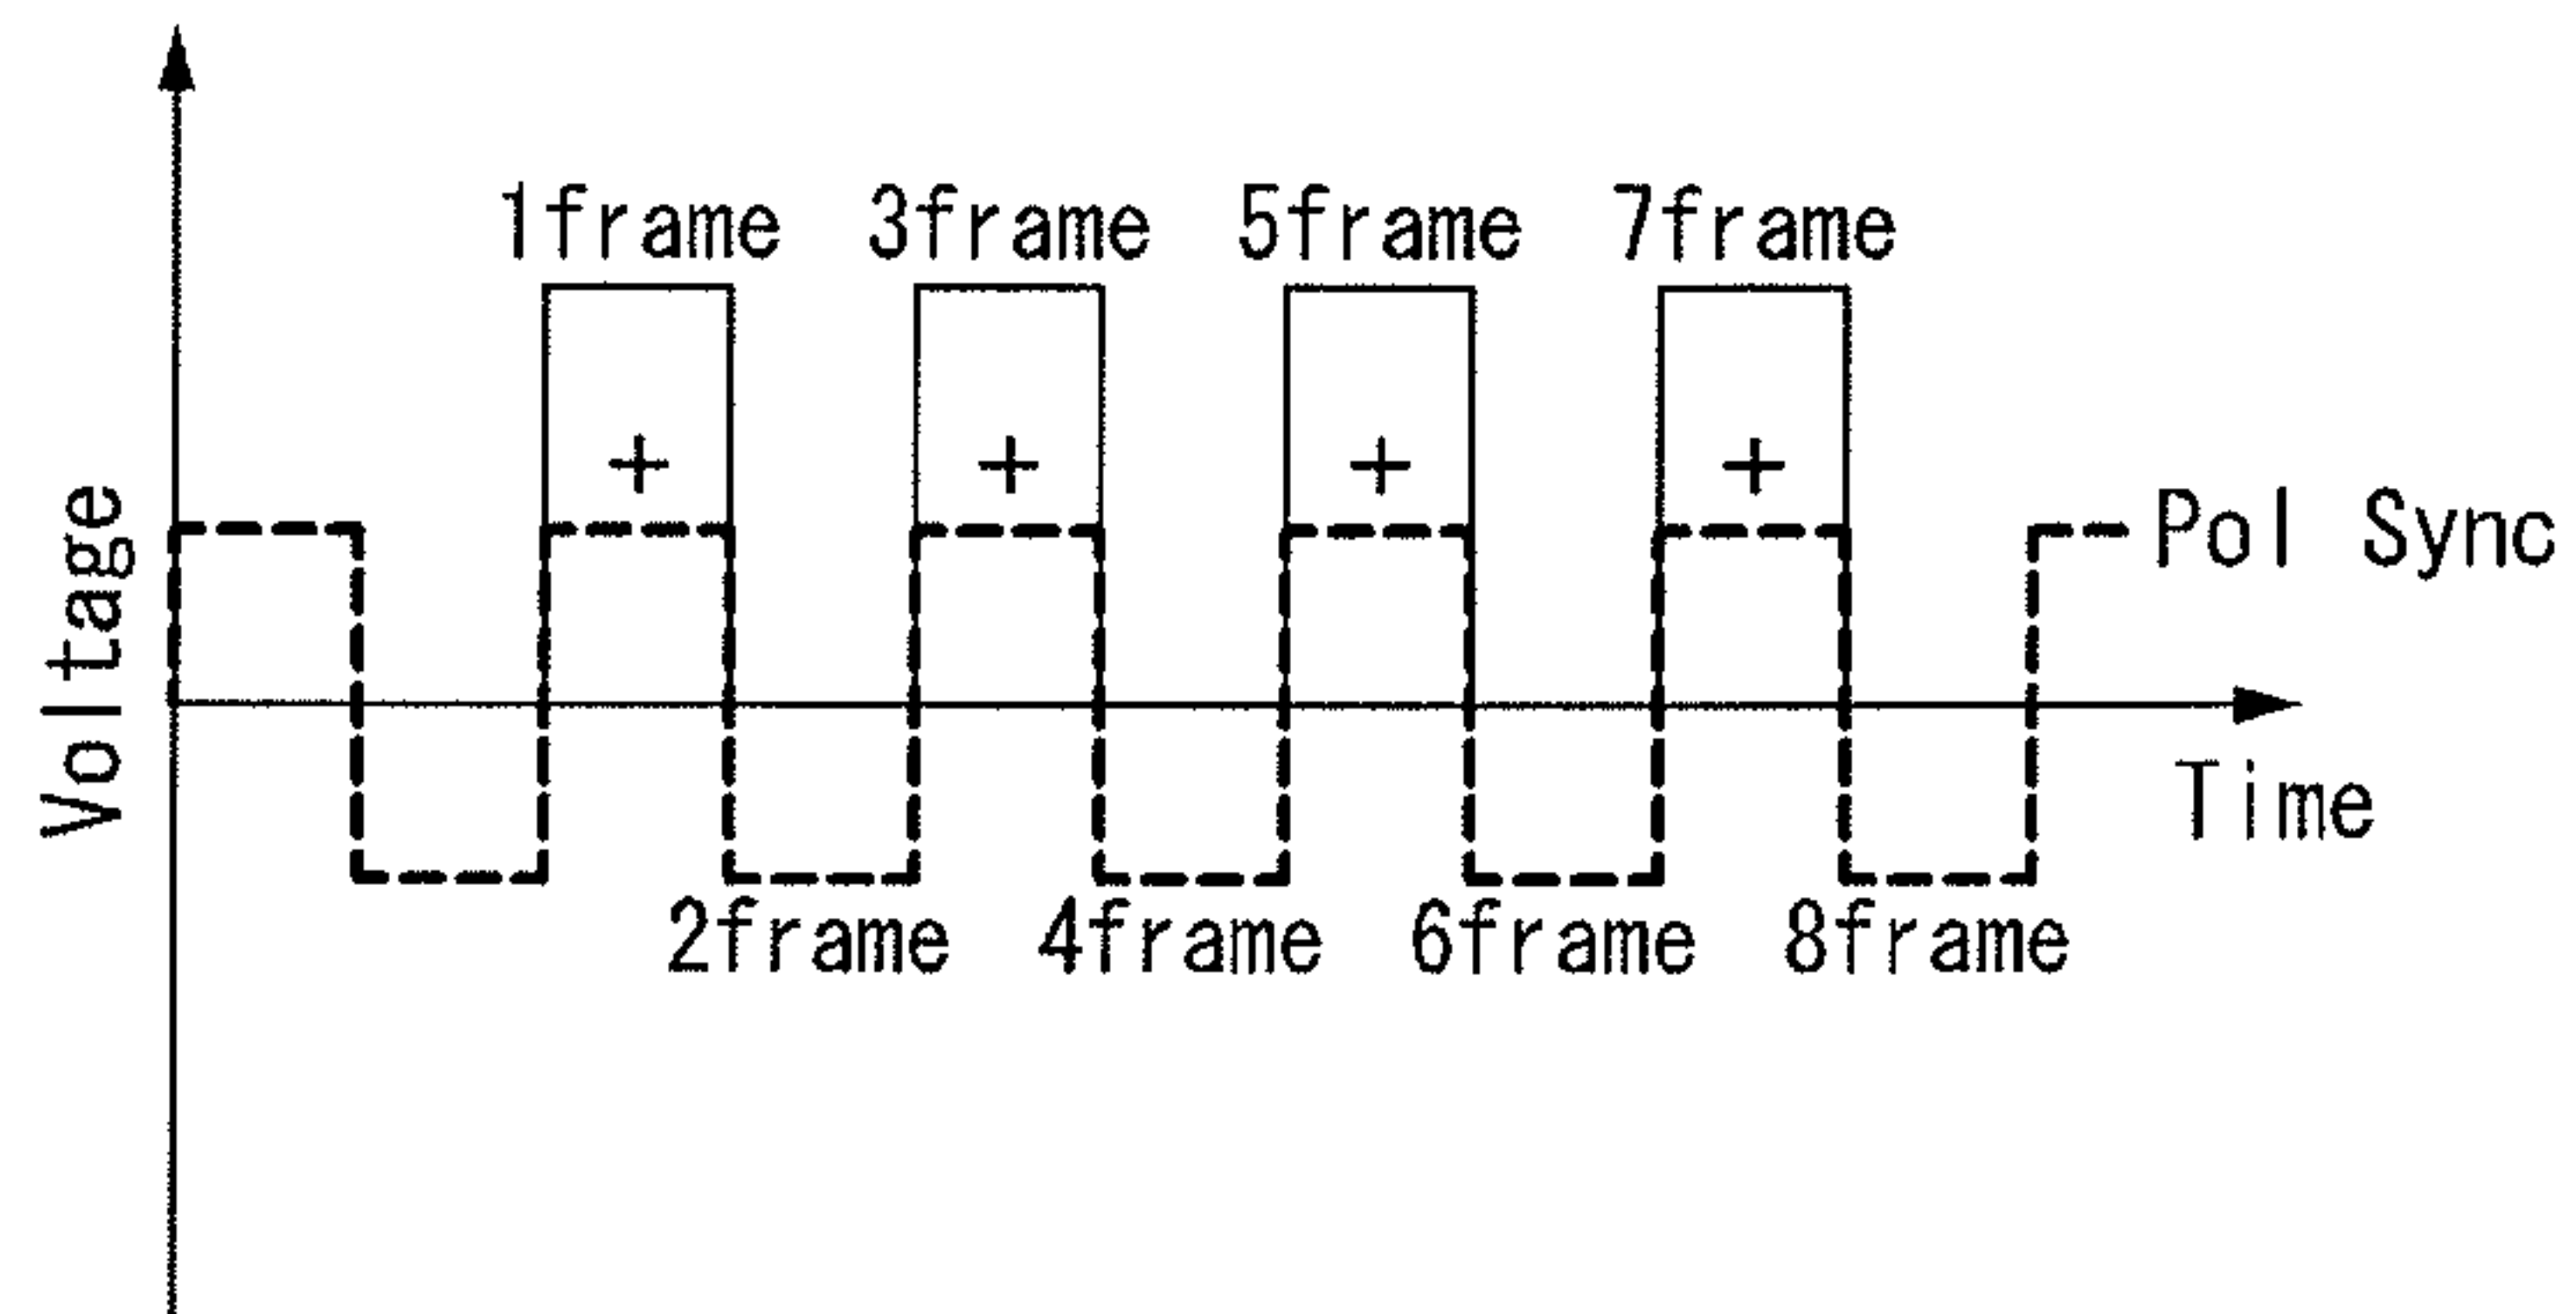 1frame 3frame 5frame 7frame
+ + + +
Voltage
Pol Sync
Time
2frame 4frame 6frame 8frame